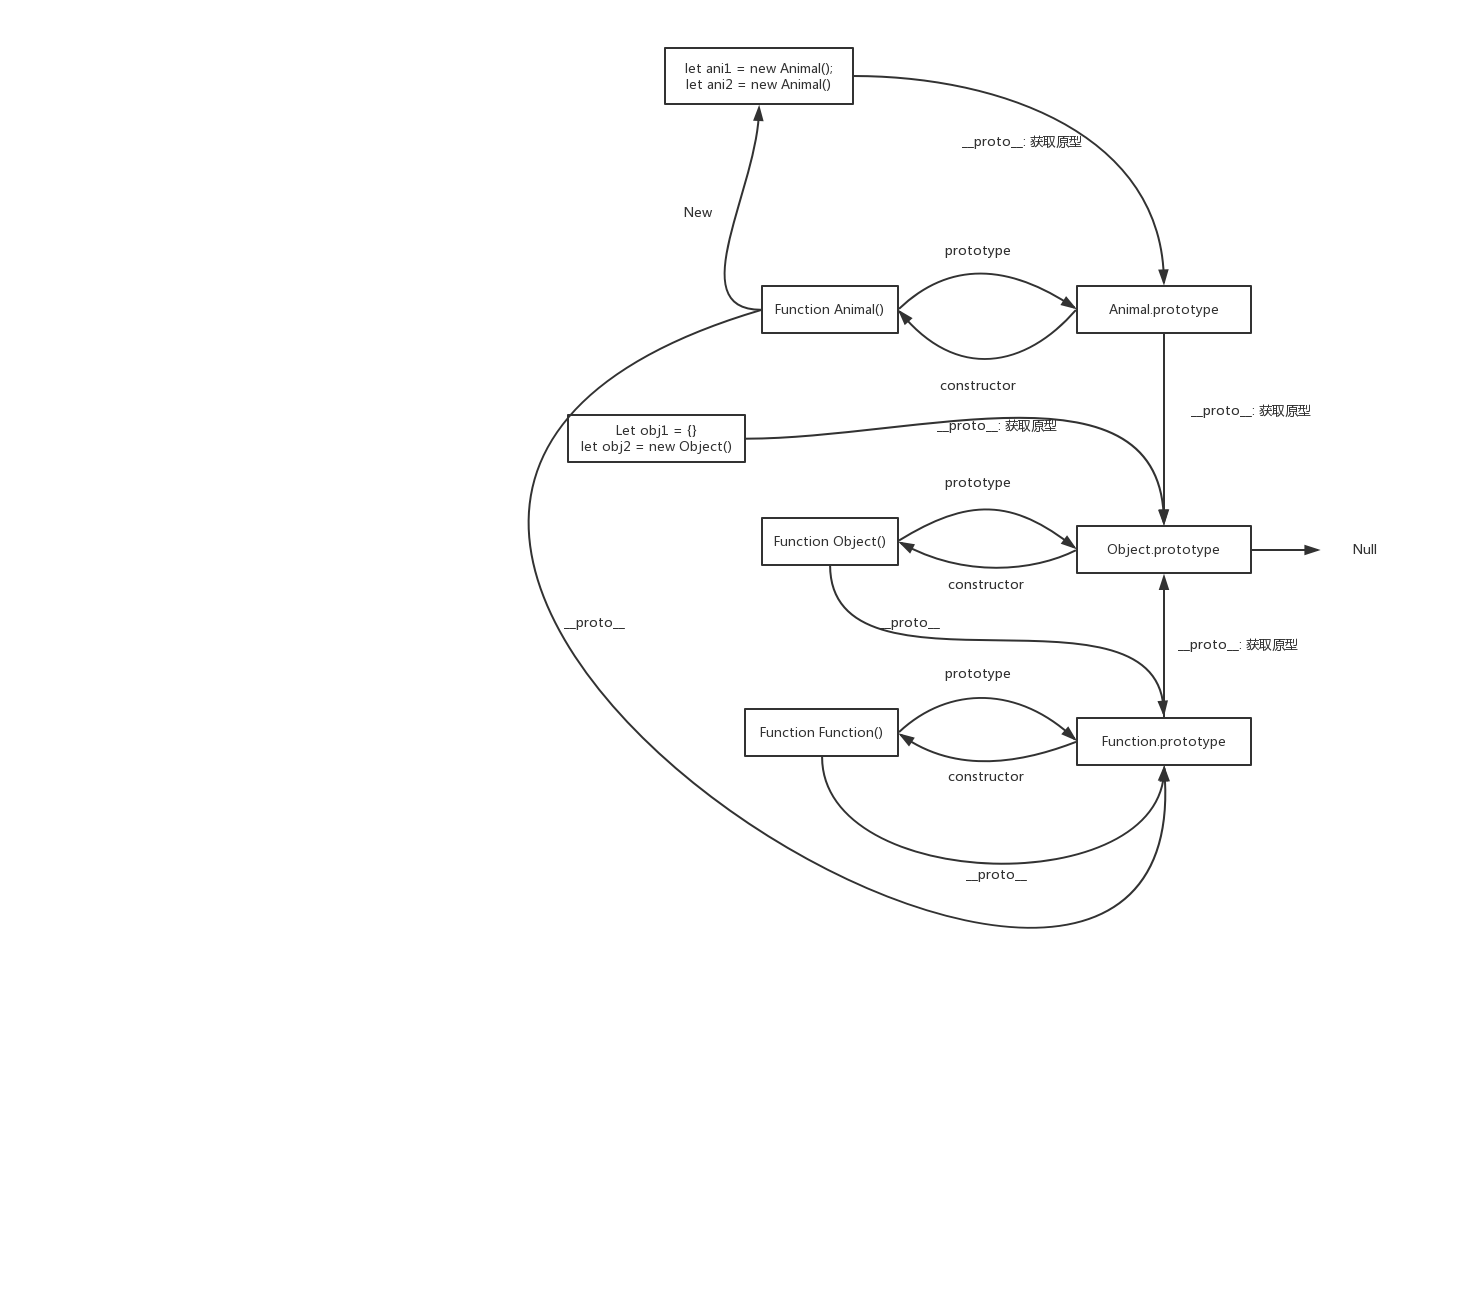 let ani1 = new Animal();
let ani2 = new Animal()
__proto__: 获取原型
New
prototype
Function Animal()
Animal.prototype
constructor
__proto__: 获取原型
Let obj1 = {}
let obj2 = new Object()
__proto__: 获取原型
prototype
Function Object()
Object.prototype
Null
constructor
__proto__
__proto__
__proto__: 获取原型
prototype
Function Function()
Function.prototype
constructor
__proto__